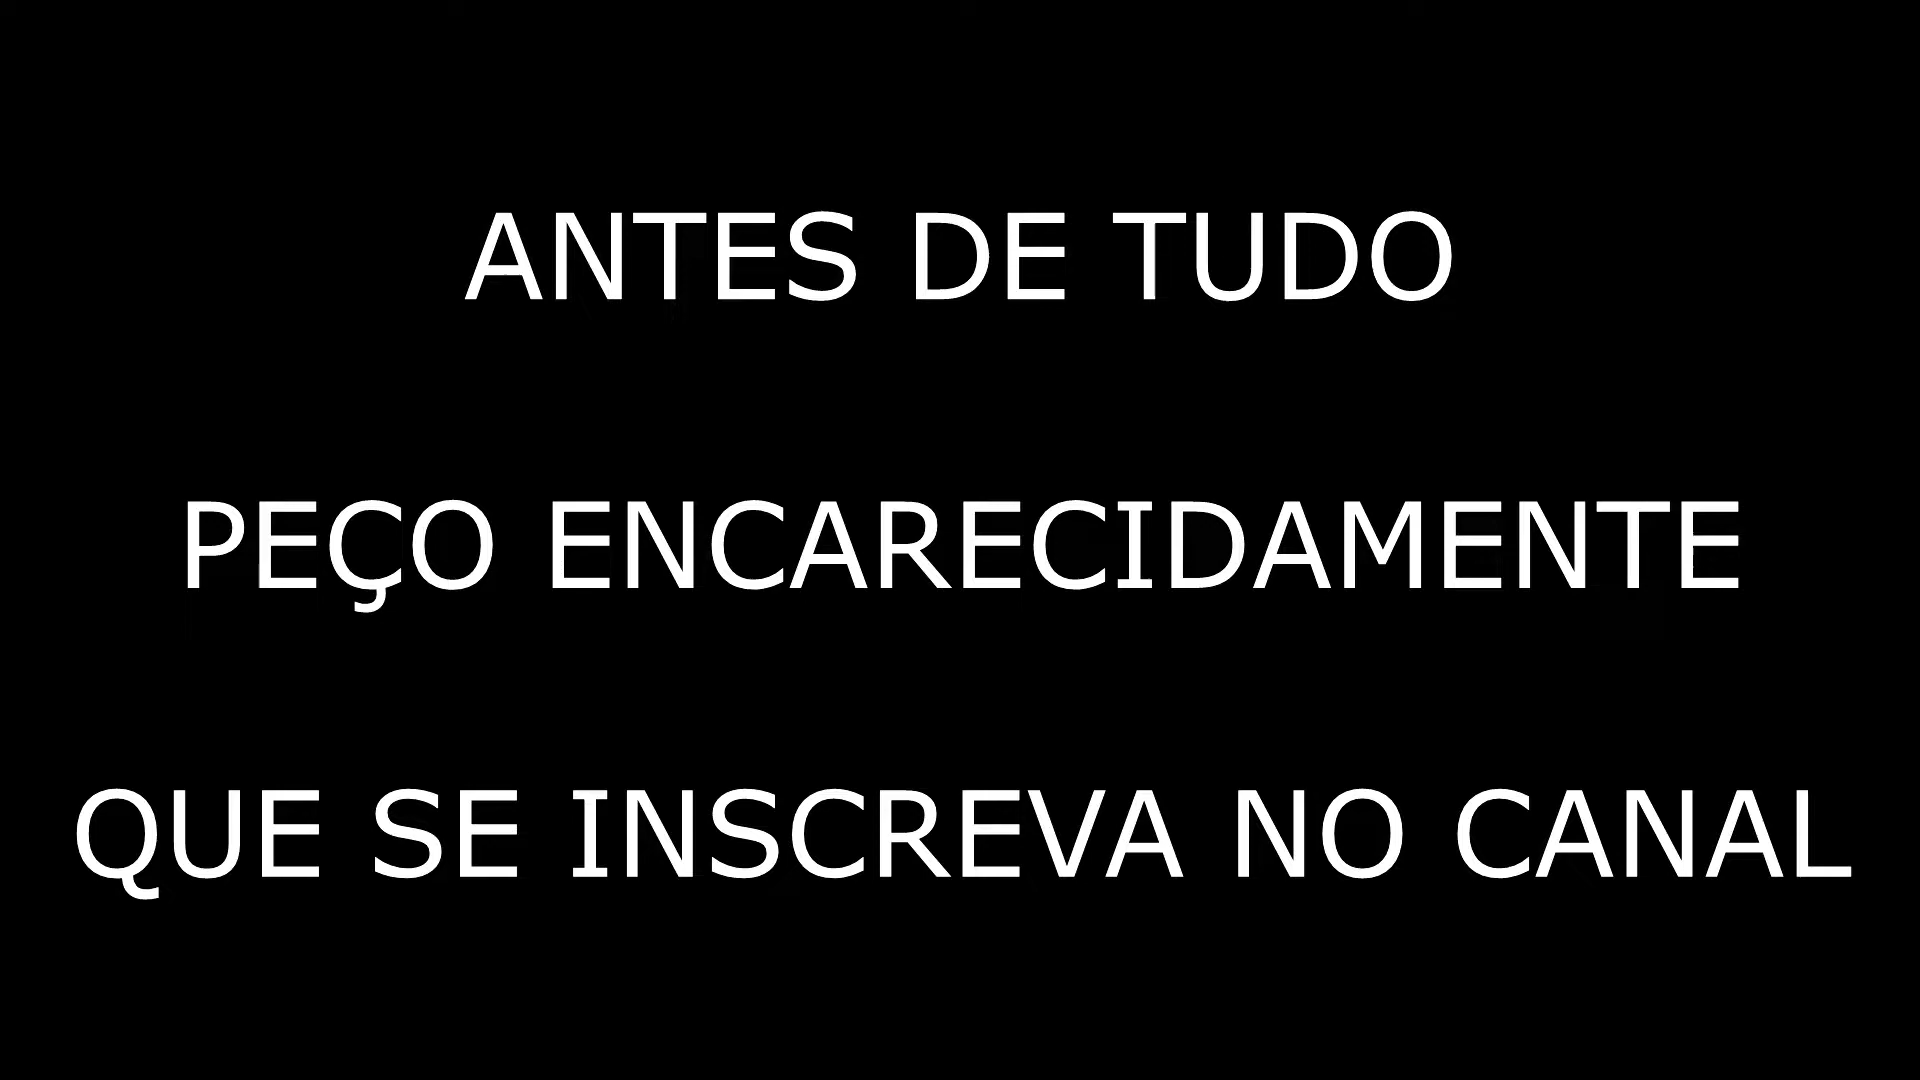 ANTES DE TUDO
PEÇO ENCARECIDAMENTE
QUE SE INSCREVA NO CANAL